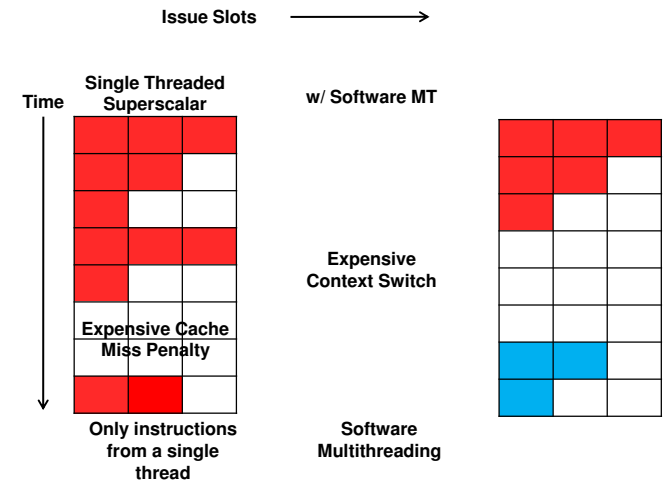 Issue Slots
Single Threaded
Superscalar
Time
w/ Software MT
Expensive
Context Switch
Expensive Cache
Miss Penalty
Only instructions
from a single
thread
Software
Multithreading